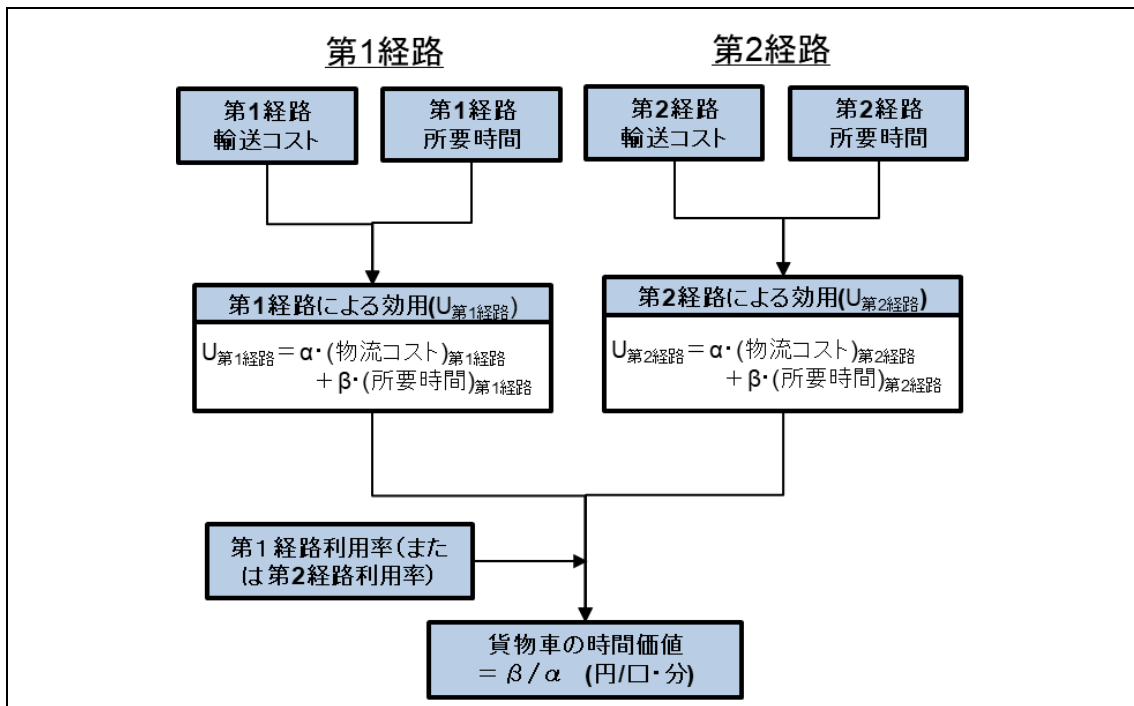 第1経路
第2経路
第1経路
輸送コスト
第1経路
所要時間
第2経路
輸送コスト
第2経路
所要時間
第1経路による効用(U第1経路)
U第1経路＝α・(物流コスト)第1経路
＋β・(所要時間)第1経路
第2経路による効用(U第2経路)
U第2経路＝α・(物流コスト)第2経路
＋β・(所要時間)第2経路
第１経路利用率（また
は第2経路利用率）
貨物車の時間価値
＝β/α （円/口・分）